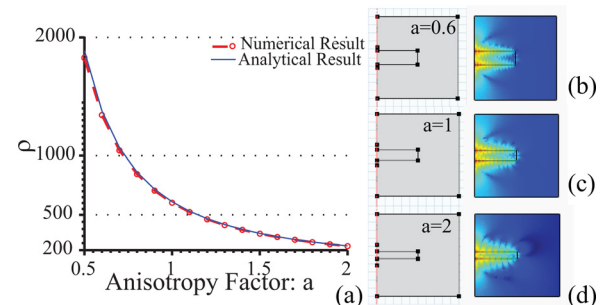 2000
1000
500
200
ρ
Numerical Result
Analytical Result
0.5
1
1.5
2
Anisotropy Factor: a
(a)
a=0.6
(b)
a=1
(c)
a=2
(d)